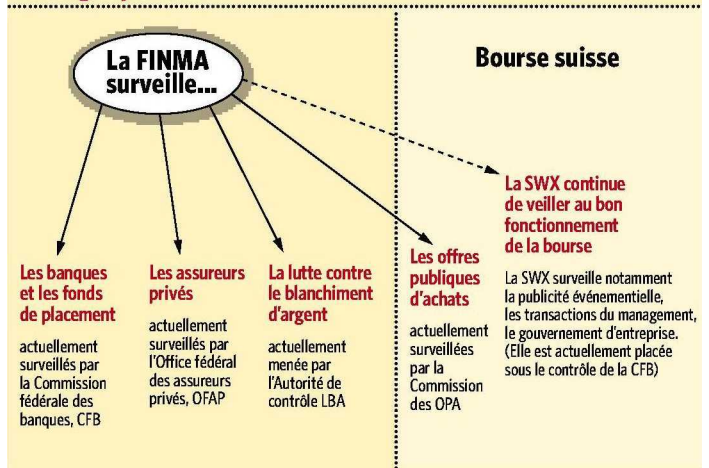 La FINMA
surveille...
Bourse suisse
Les banques
et les fonds
de placement
actuellement
surveillés par
la Commission
fédérale des
banques, CFB
Les assureurs
privés
actuellement
surveillés par
l'Office fédéral
des assureurs
privés, OFAP
La lutte contre
le blanchiment
d'argent
actuellement
menée par
l'Autorité de
contrôle LBA
Les offres
publiques
d'achats
actuellement
surveillées
par la
Commission
des OPA
La SWX continue
de veiller au bon
fonctionnement
de la bourse
La SWX surveille notamment
la publicité événementielle,
les transactions du management,
le gouvernement d'entreprise.
(Elle est actuellement placée
sous le contrôle de la CFB)